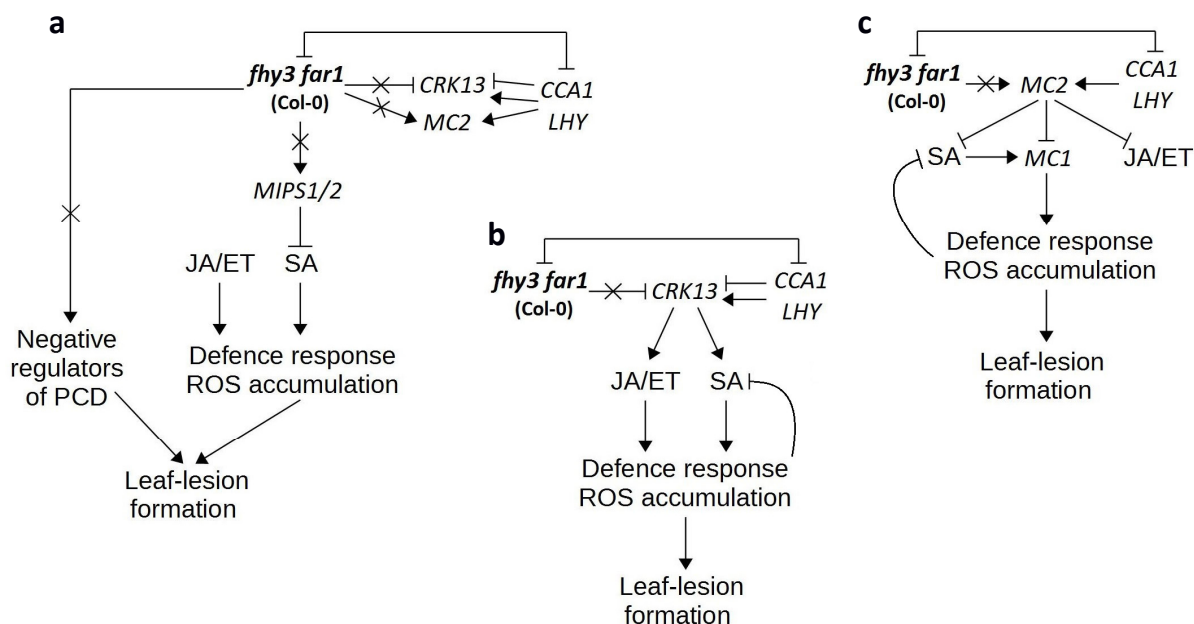 a
fhy3 far1
(Col-0)
CRK13
CCA1
LHY
MC2
MIPS1/2
JA/ET
SA
Negative
regulators
of PCD
Defence response
ROS accumulation
Leaf-lesion
formation
b
fhy3 far1
(Col-0)
CRK13
CCA1
LHY
JA/ET
SA
Defence response
ROS accumulation
Leaf-lesion
formation
c
fhy3 far1
(Col-0)
MC2
CCA1
LHY
SA
MC1
JA/ET
Defence response
ROS accumulation
Leaf-lesion
formation